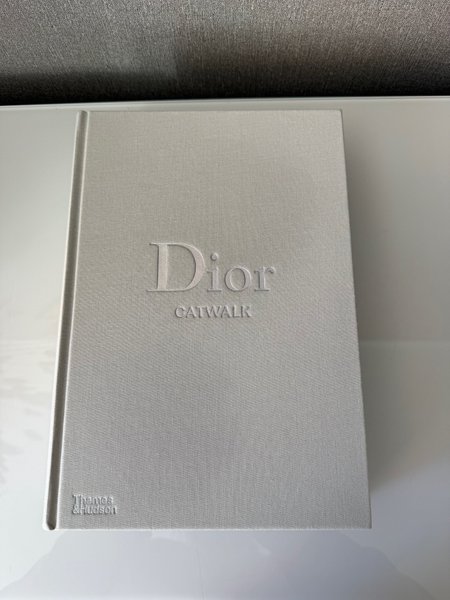 Dior
CATWALK
Thames
&Hudson